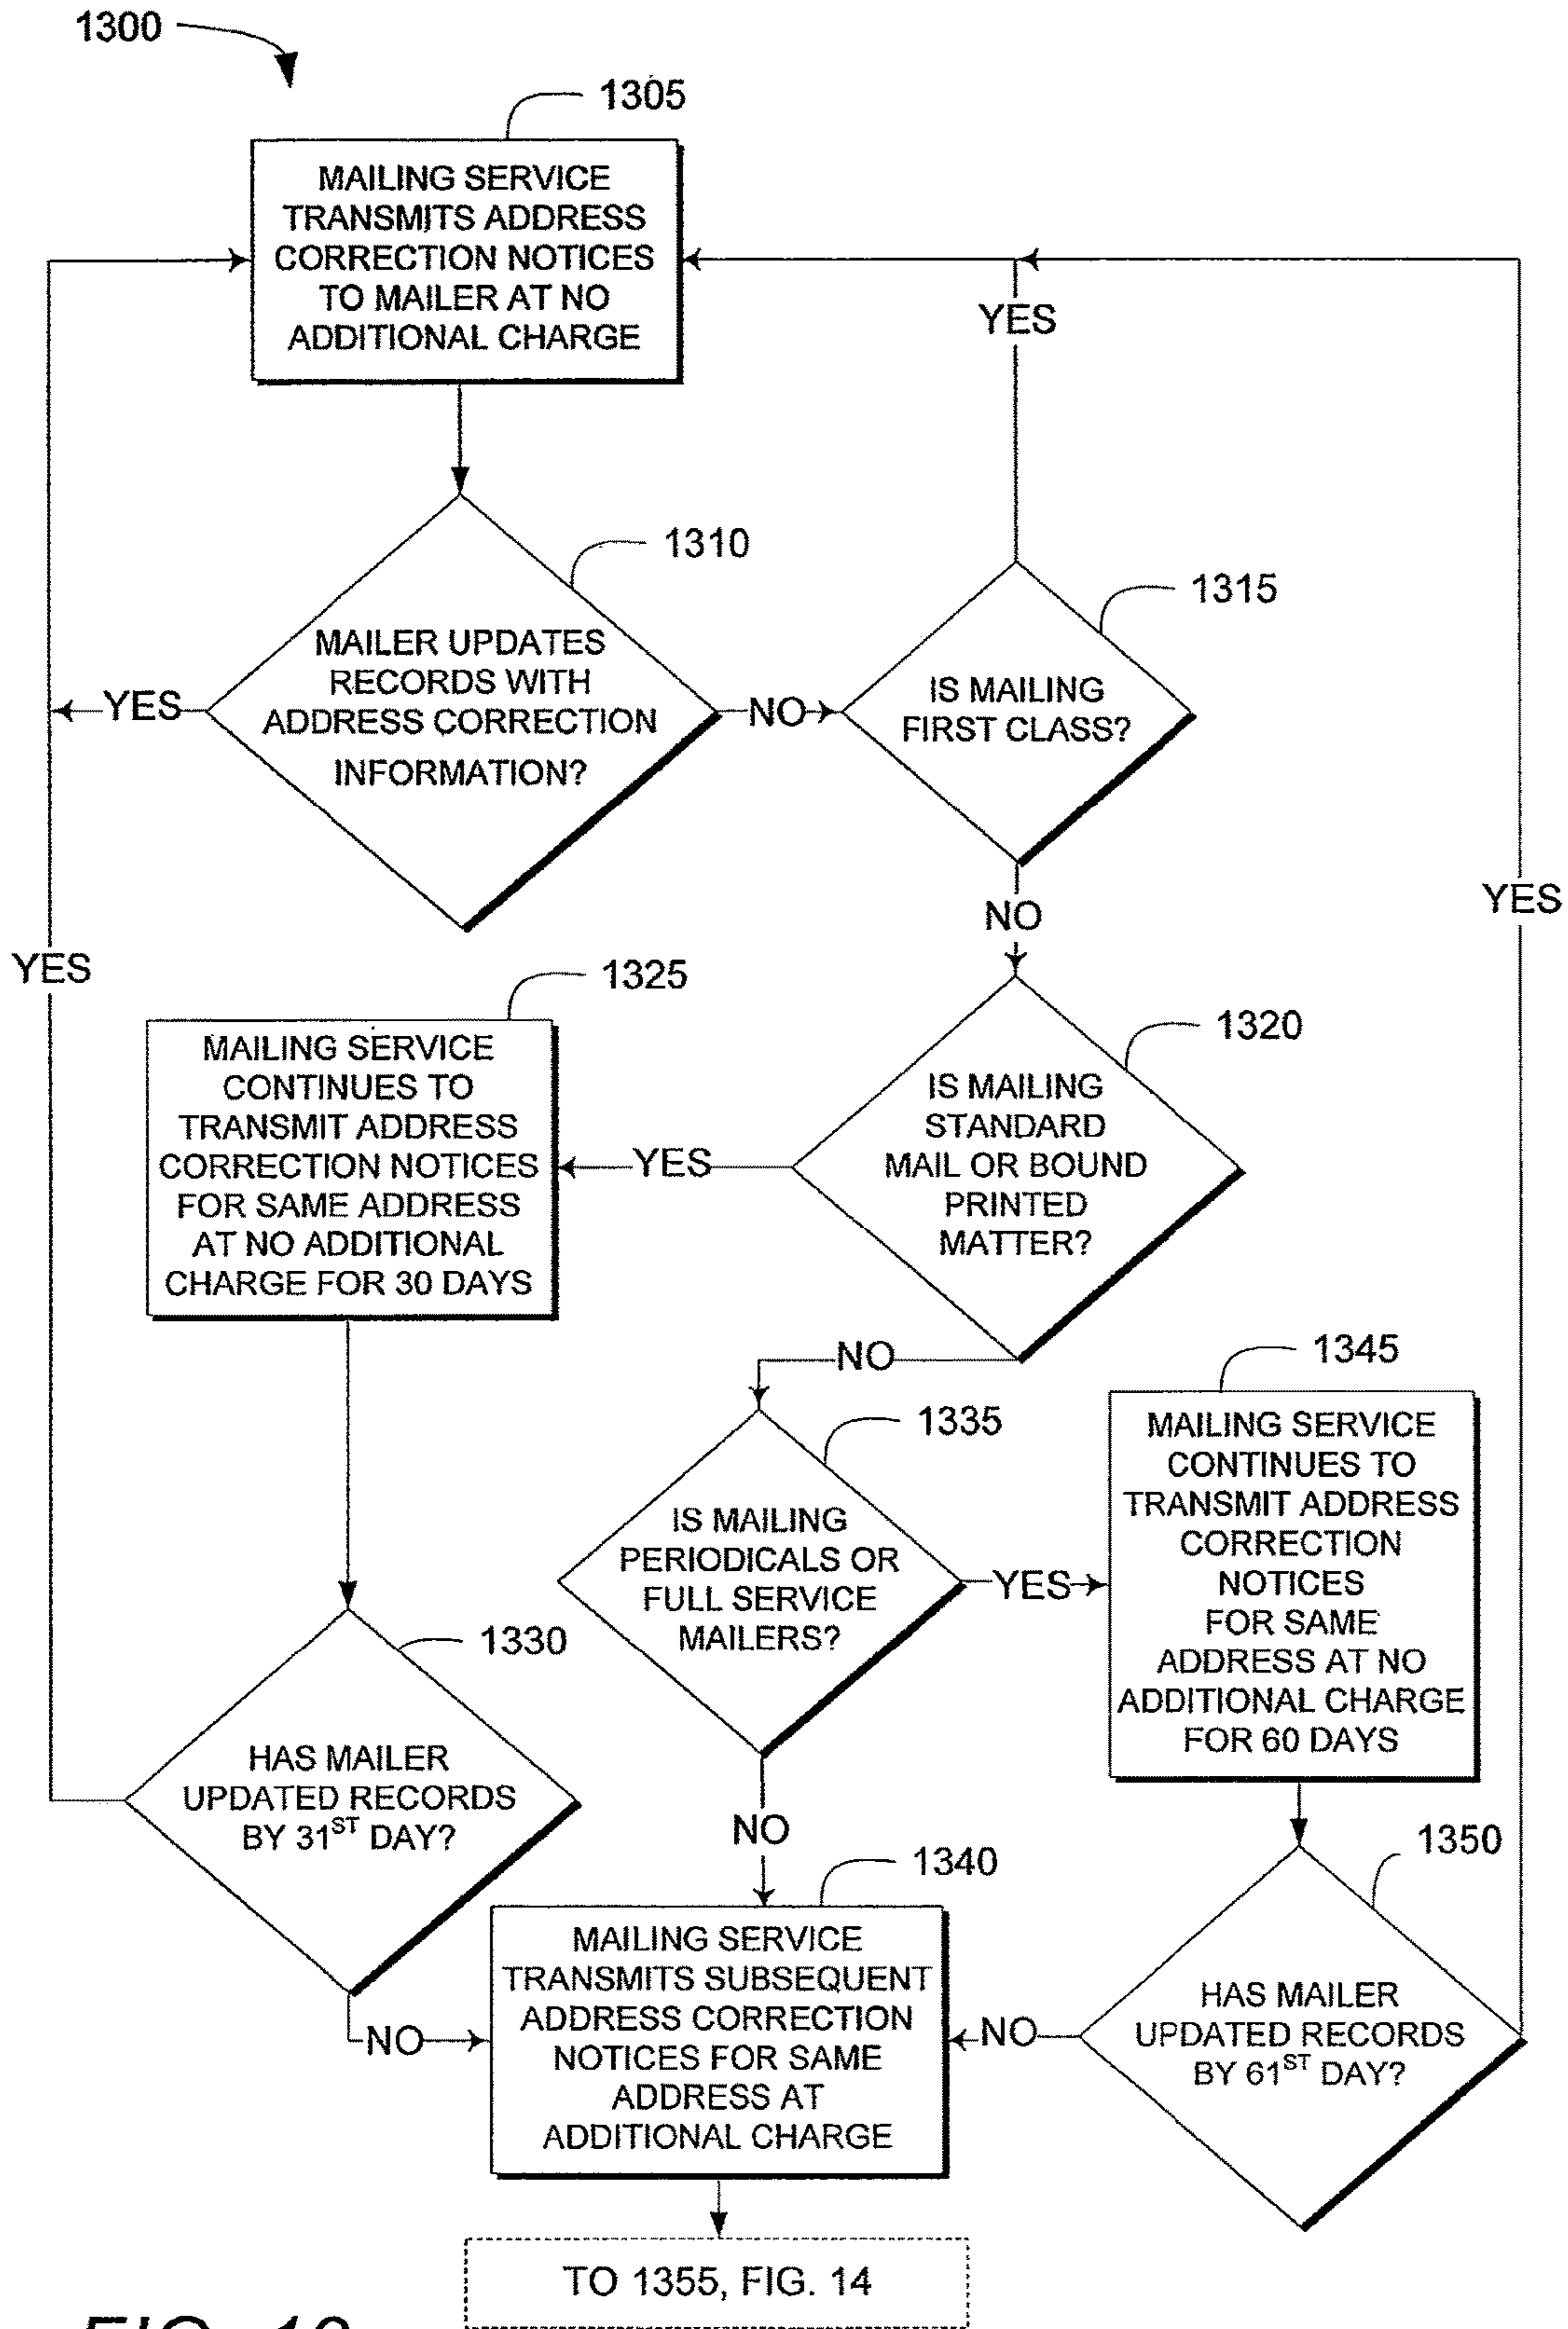 1300
1305
MAILING SERVICE
TRANSMITS ADDRESS
CORRECTION NOTICES
TO MAILER AT NO
ADDITIONAL CHARGE
YES
1310
MAILER UPDATES
RECORDS WITH
ADDRESS CORRECTION
INFORMATION?
YES
NO
1315
IS MAILING
FIRST CLASS?
NO
YES
YES
1320
IS MAILING
STANDARD
MAIL OR BOUND
PRINTED
MATTER?
YES
1325
MAILING SERVICE
CONTINUES TO
TRANSMIT ADDRESS
CORRECTION NOTICES
FOR SAME ADDRESS
AT NO ADDITIONAL
CHARGE FOR 30 DAYS
NO
1335
IS MAILING
PERIODICALS OR
FULL SERVICE
MAILERS?
YES
1345
MAILING SERVICE
CONTINUES TO
TRANSMIT ADDRESS
CORRECTION
NOTICES
FOR SAME
ADDRESS AT NO
ADDITIONAL CHARGE
FOR 60 DAYS
1330
HAS MAILER
UPDATED RECORDS
BY 31ST DAY?
NO
NO
1340
MAILING SERVICE
TRANSMITS SUBSEQUENT
ADDRESS CORRECTION
NOTICES FOR SAME
ADDRESS AT
ADDITIONAL CHARGE
NO
1350
HAS MAILER
UPDATED RECORDS
BY 61ST DAY?
TO 1355, FIG. 14